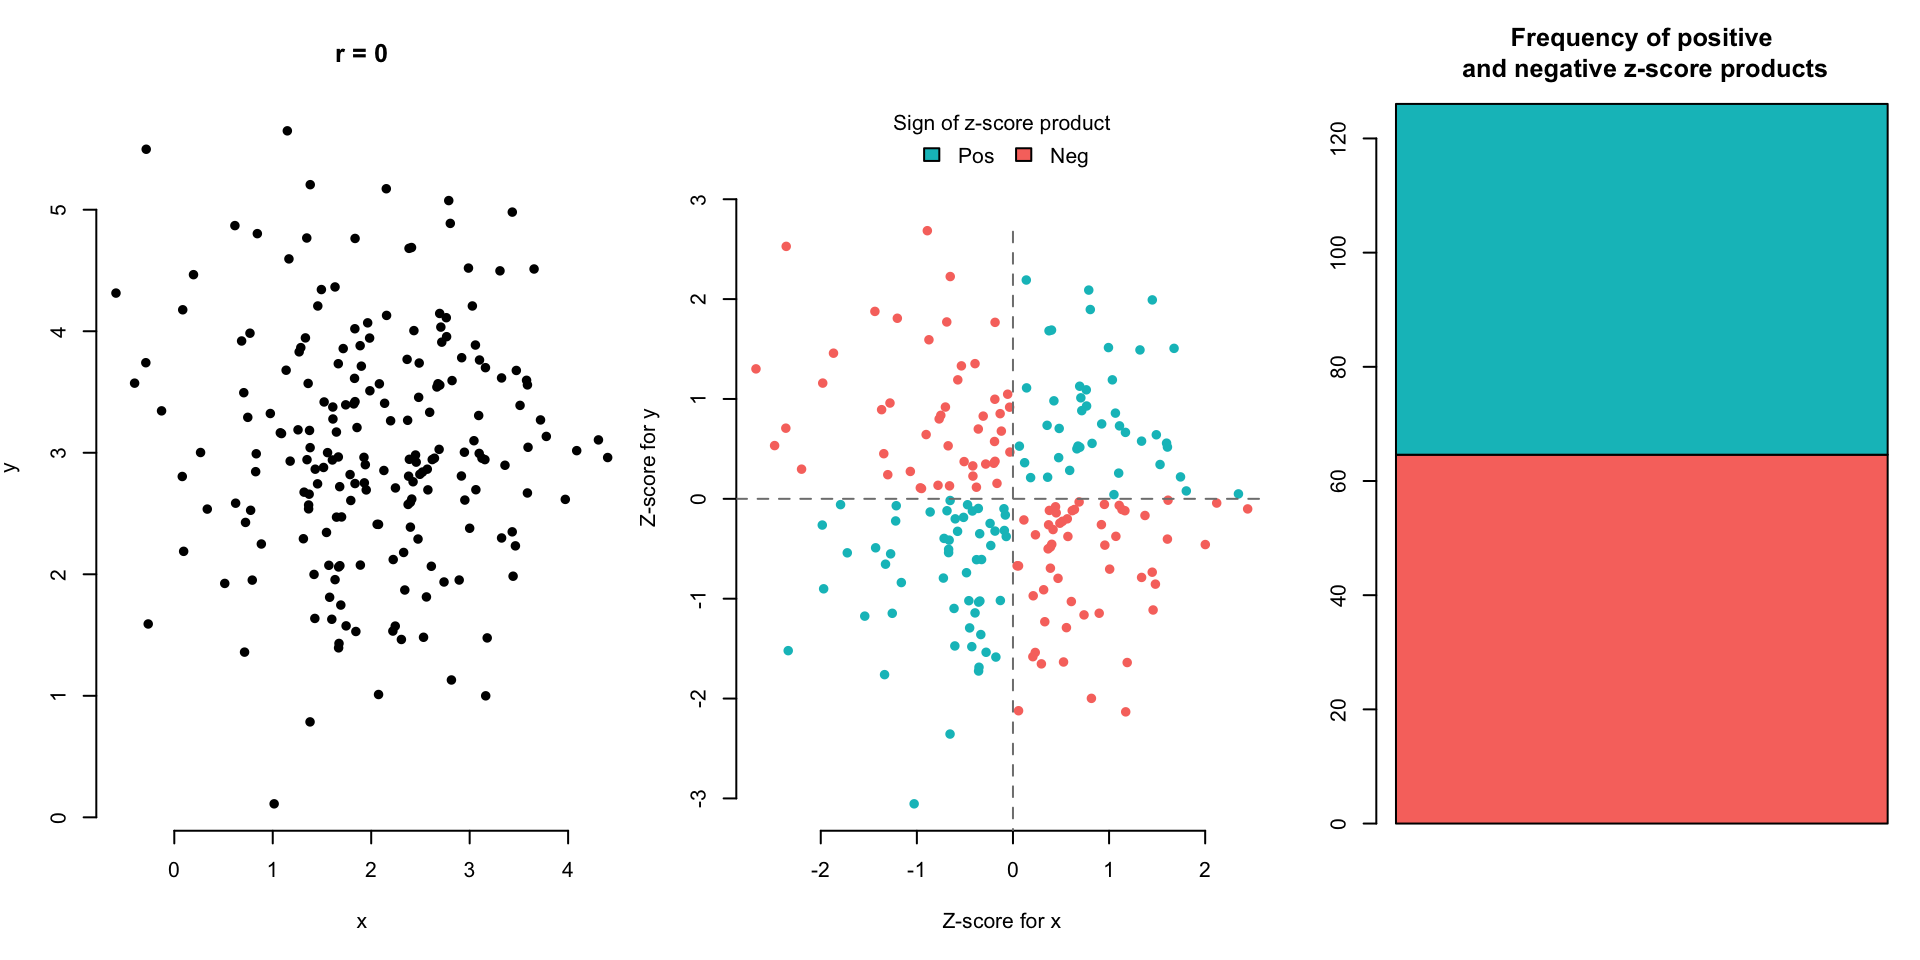 r = 0
5
4
3
2
1
0
y
0 1 2 3 4
x
Sign of z-score product
Pos Neg
3
2
1
0
-1
-2
-3
Z-score for y
-2 -1 0 1 2
Z-score for x
Frequency of positive
and negative z-score products
120
100
80
60
40
20
0